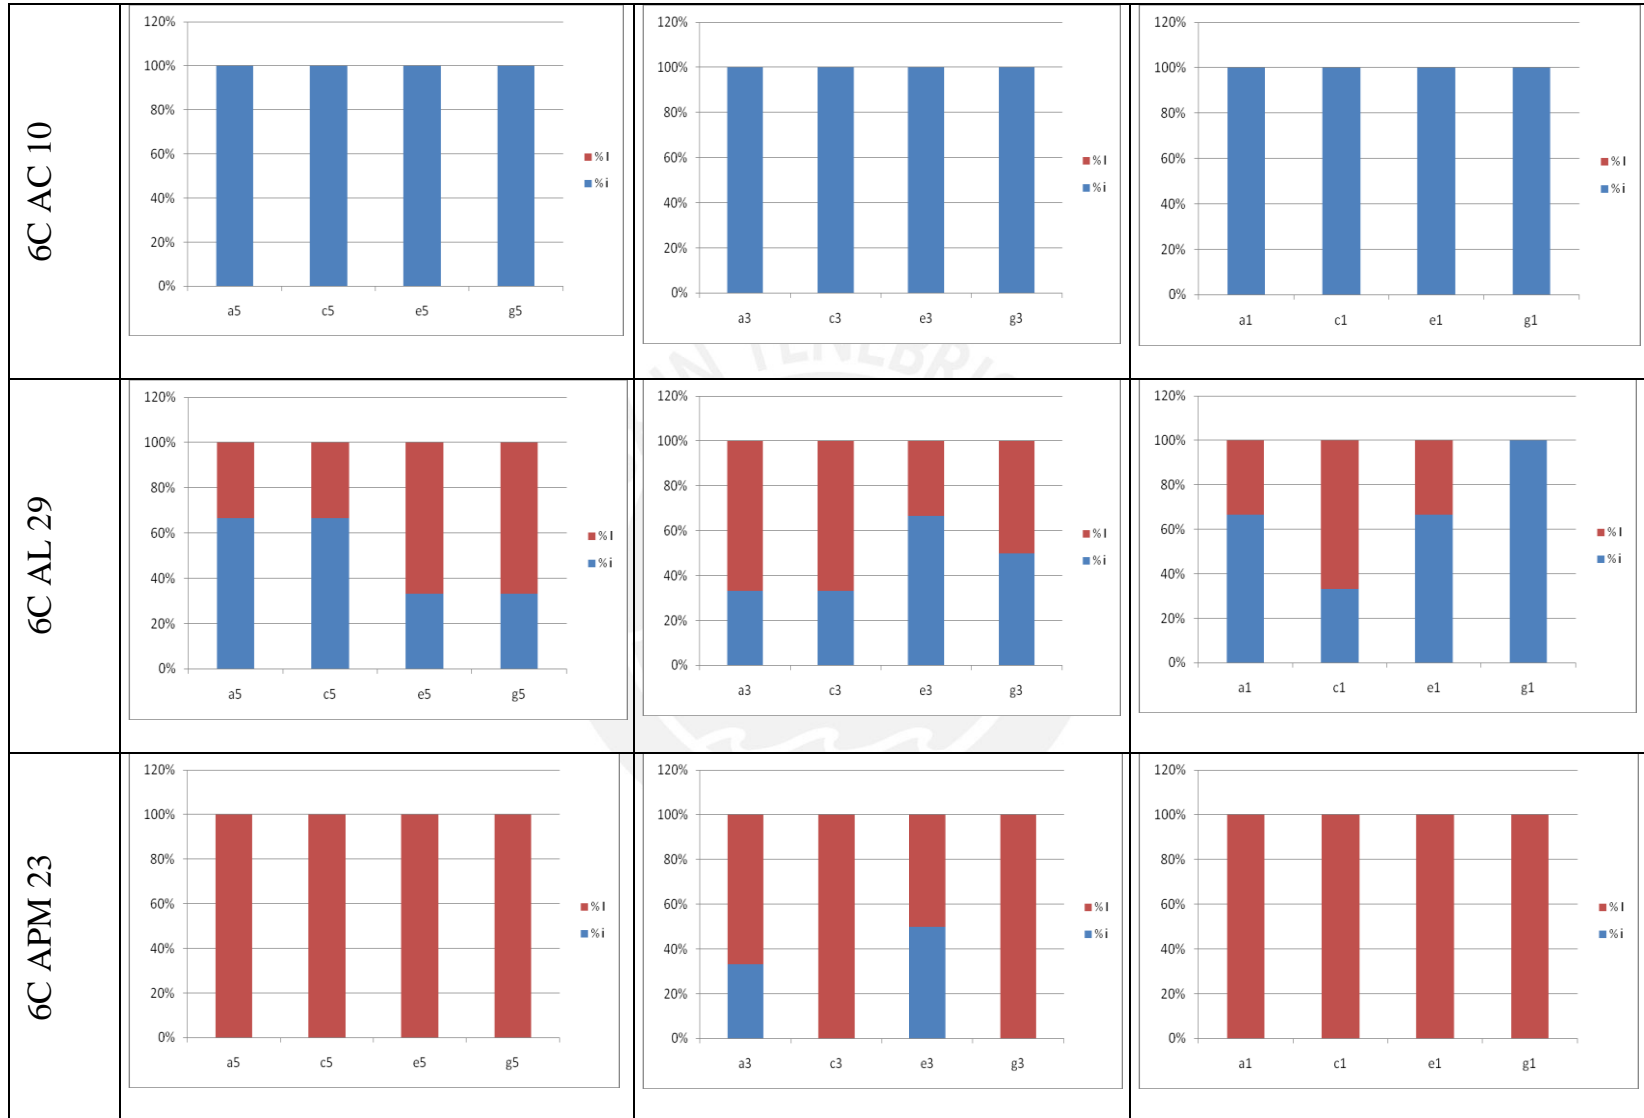 6C AC 10
120%
100%
80%
60%
40%
20%
0%
a5 c5 e5 g5
% I
% i
120%
100%
80%
60%
40%
20%
0%
a3 c3 e3 g3
% I
% i
120%
100%
80%
60%
40%
20%
0%
a1 c1 e1 g1
% I
% i
IN TENEBRIS
6C AL 29
120%
100%
80%
60%
40%
20%
0%
a5 c5 e5 g5
% I
% i
120%
100%
80%
60%
40%
20%
0%
a3 c3 e3 g3
% I
% i
120%
100%
80%
60%
40%
20%
0%
a1 c1 e1 g1
% I
% i
6C APM 23
120%
100%
80%
60%
40%
20%
0%
a5 c5 e5 g5
% I
% i
120%
100%
80%
60%
40%
20%
0%
a3 c3 e3 g3
% I
% i
120%
100%
80%
60%
40%
20%
0%
a1 c1 e1 g1
% I
% i